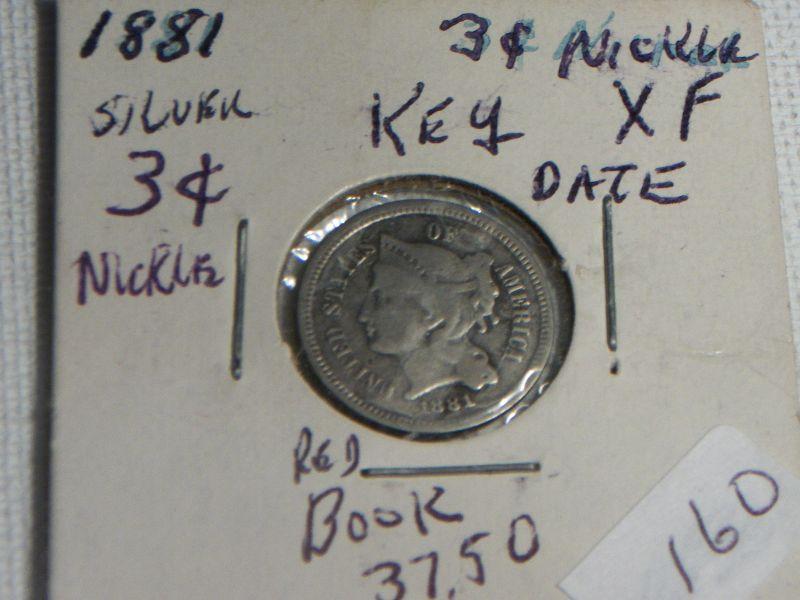 1881 3¢ NICKLE
SILVER KEY XF
3¢ DATE
NICKLE
UNITED STATES OF AMERICA
1881
RED
BOOK
37.50
160